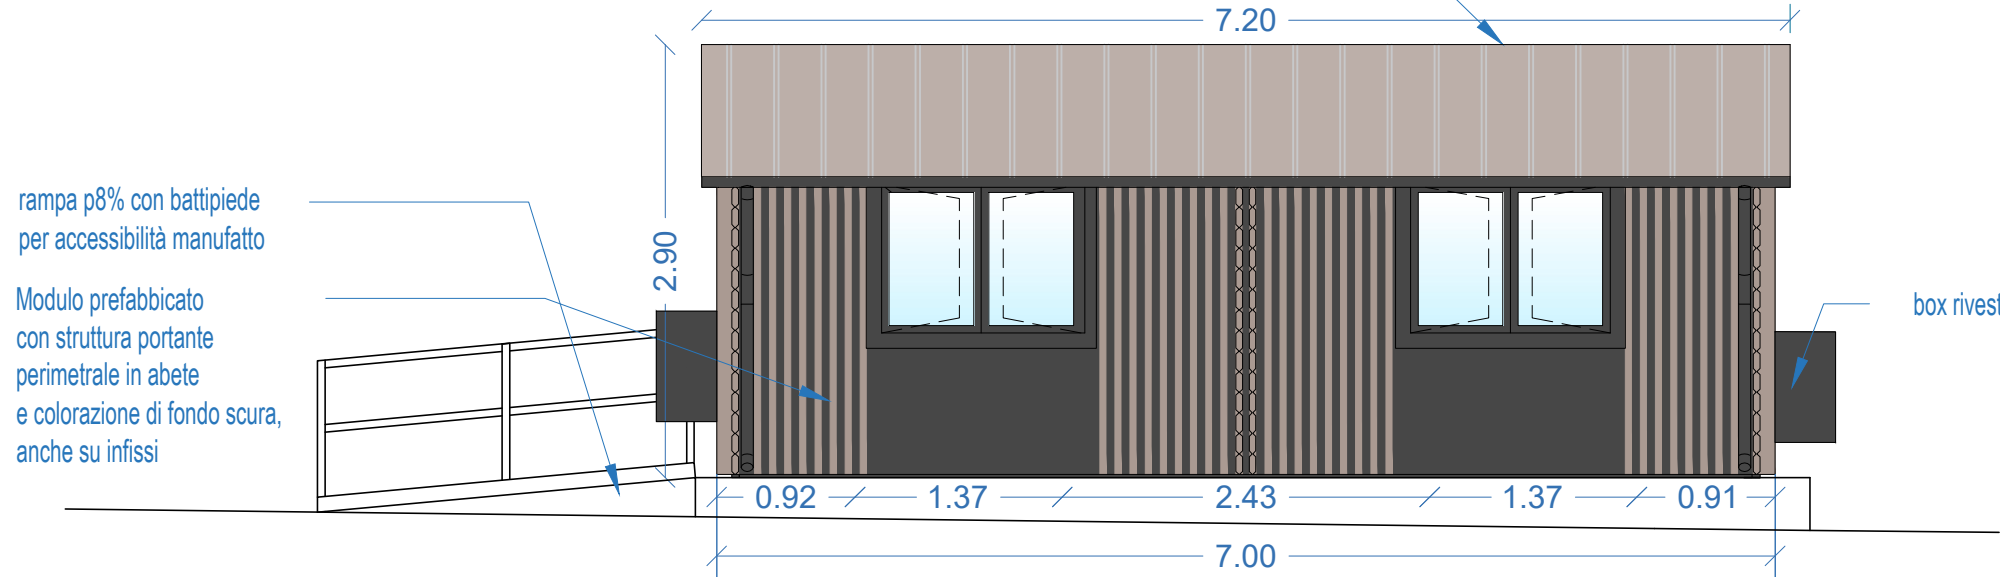 7.20
rampa p8% con battipiede
per accessibilità manufatto
2.90
Modulo prefabbicato
con struttura portante
perimetrale in abete
e colorazione di fondo scura,
anche su infissi
box rivest
0.92 1.37 2.43 1.37 0.91
7.00